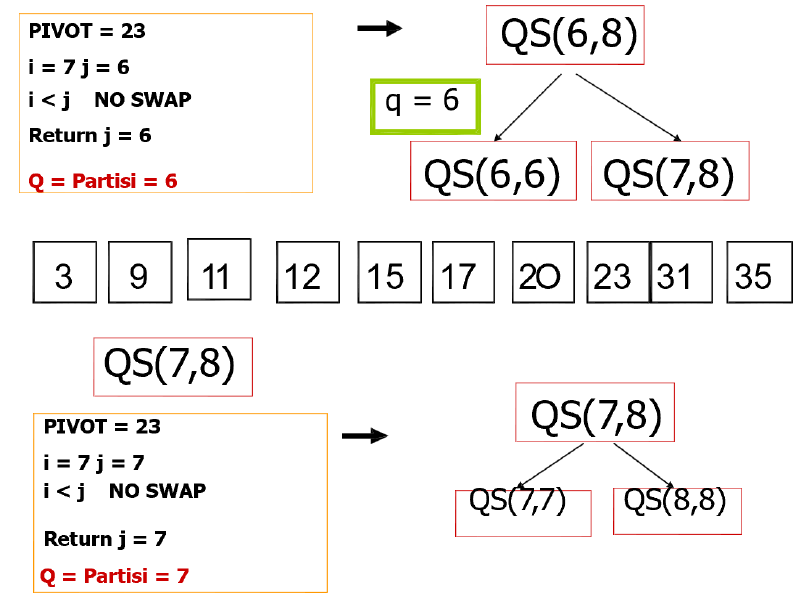 PIVOT = 23
i = 7 j = 6
i < j NO SWAP
Return j = 6
Q = Partisi = 6
QS(6,8)
q = 6
QS(6,6) QS(7,8)
3 9 11 12 15 17 20 23 31 35
QS(7,8)
PIVOT = 23
i = 7 j = 7
i < j NO SWAP
Return j = 7
Q = Partisi = 7
QS(7,8)
QS(7,7) QS(8,8)